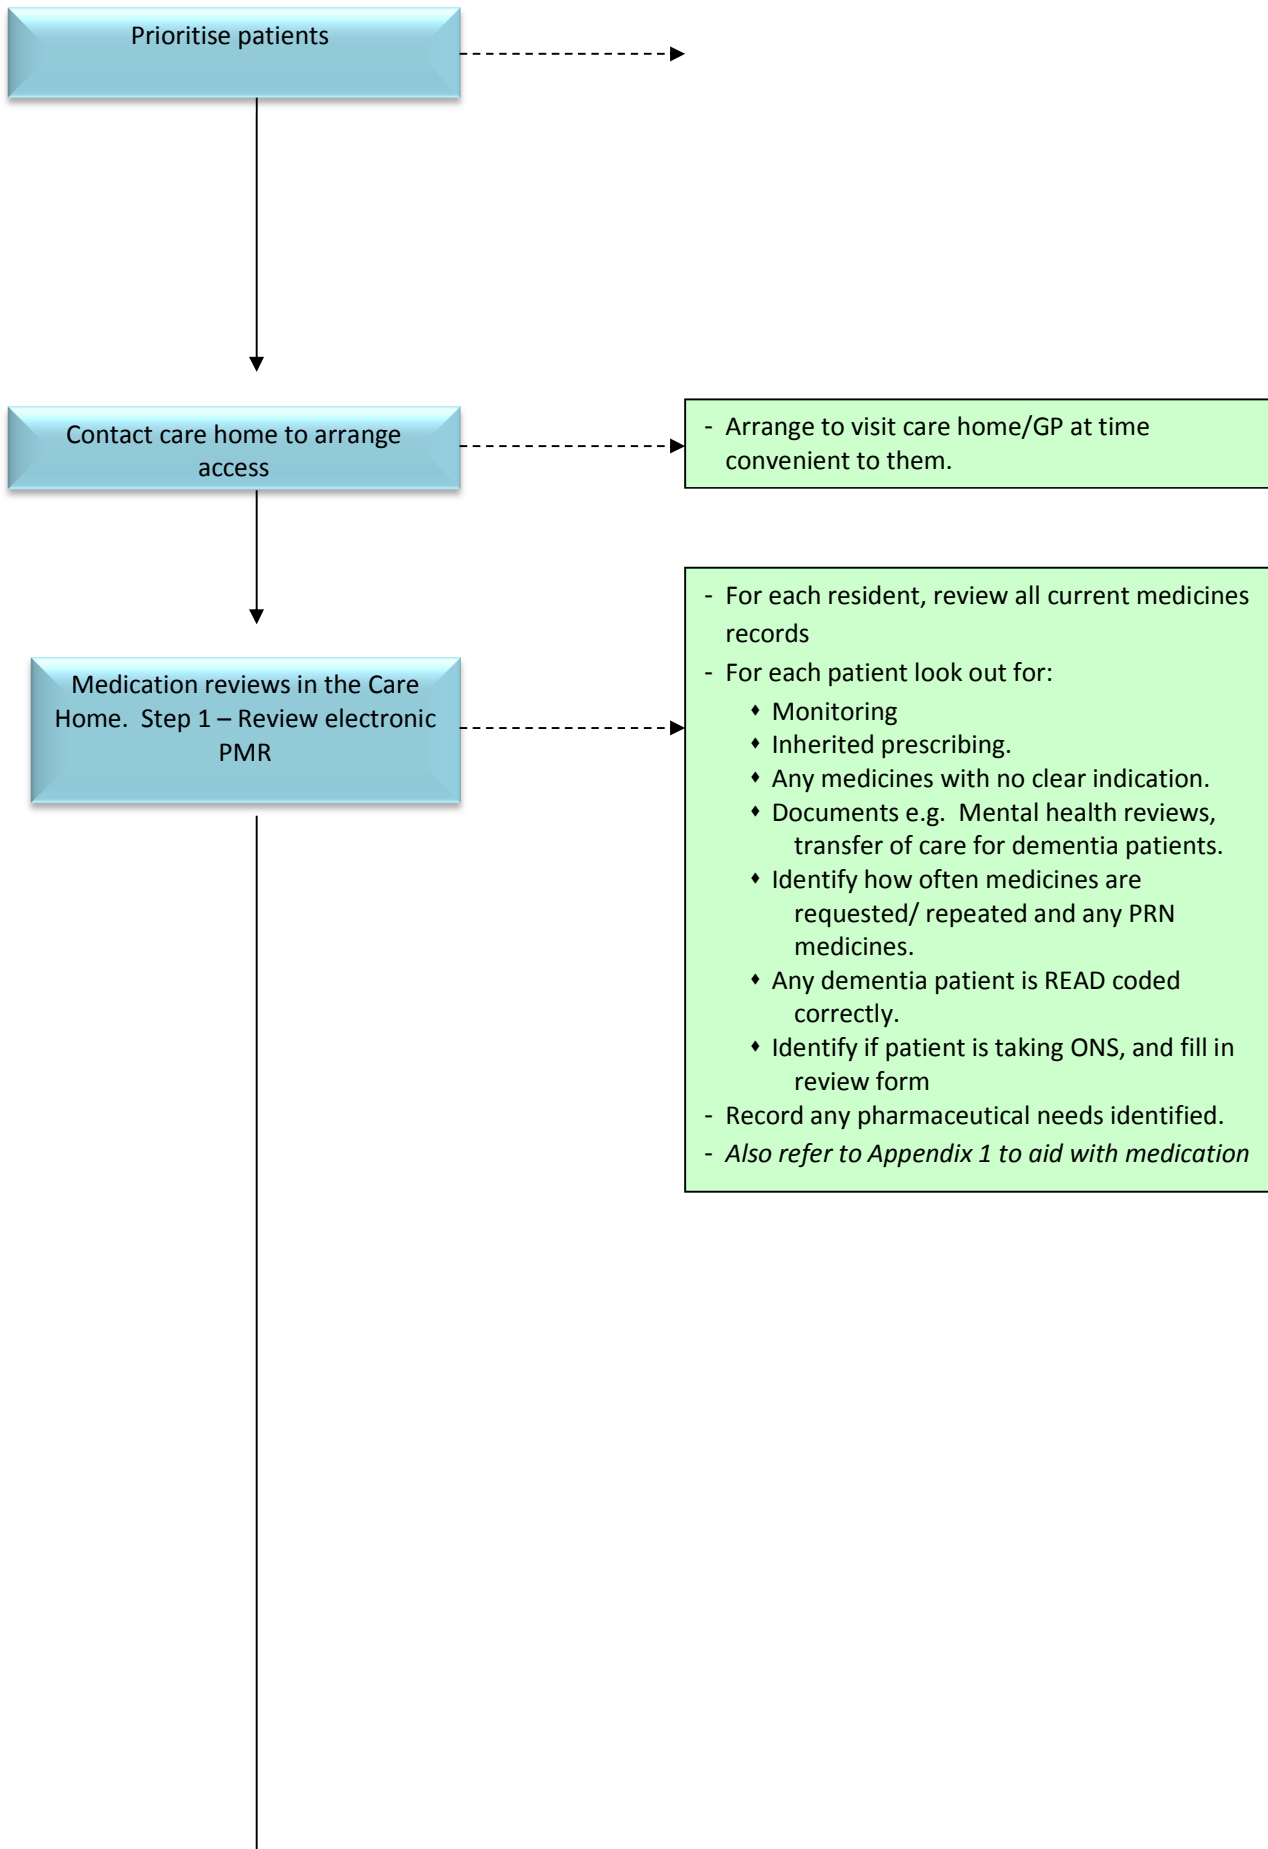 Prioritise patients
Contact care home to arrange
access
- Arrange to visit care home/GP at time
convenient to them.
Medication reviews in the Care
Home.  Step 1 – Review electronic
PMR
- For each resident, review all current medicines
records
- For each patient look out for:
♦ Monitoring
♦ Inherited prescribing.
♦ Any medicines with no clear indication.
♦ Documents e.g.  Mental health reviews,
transfer of care for dementia patients.
♦ Identify how often medicines are
requested/ repeated and any PRN
medicines.
♦ Any dementia patient is READ coded
correctly.
♦ Identify if patient is taking ONS, and fill in
review form
- Record any pharmaceutical needs identified.
- Also refer to Appendix 1 to aid with medication